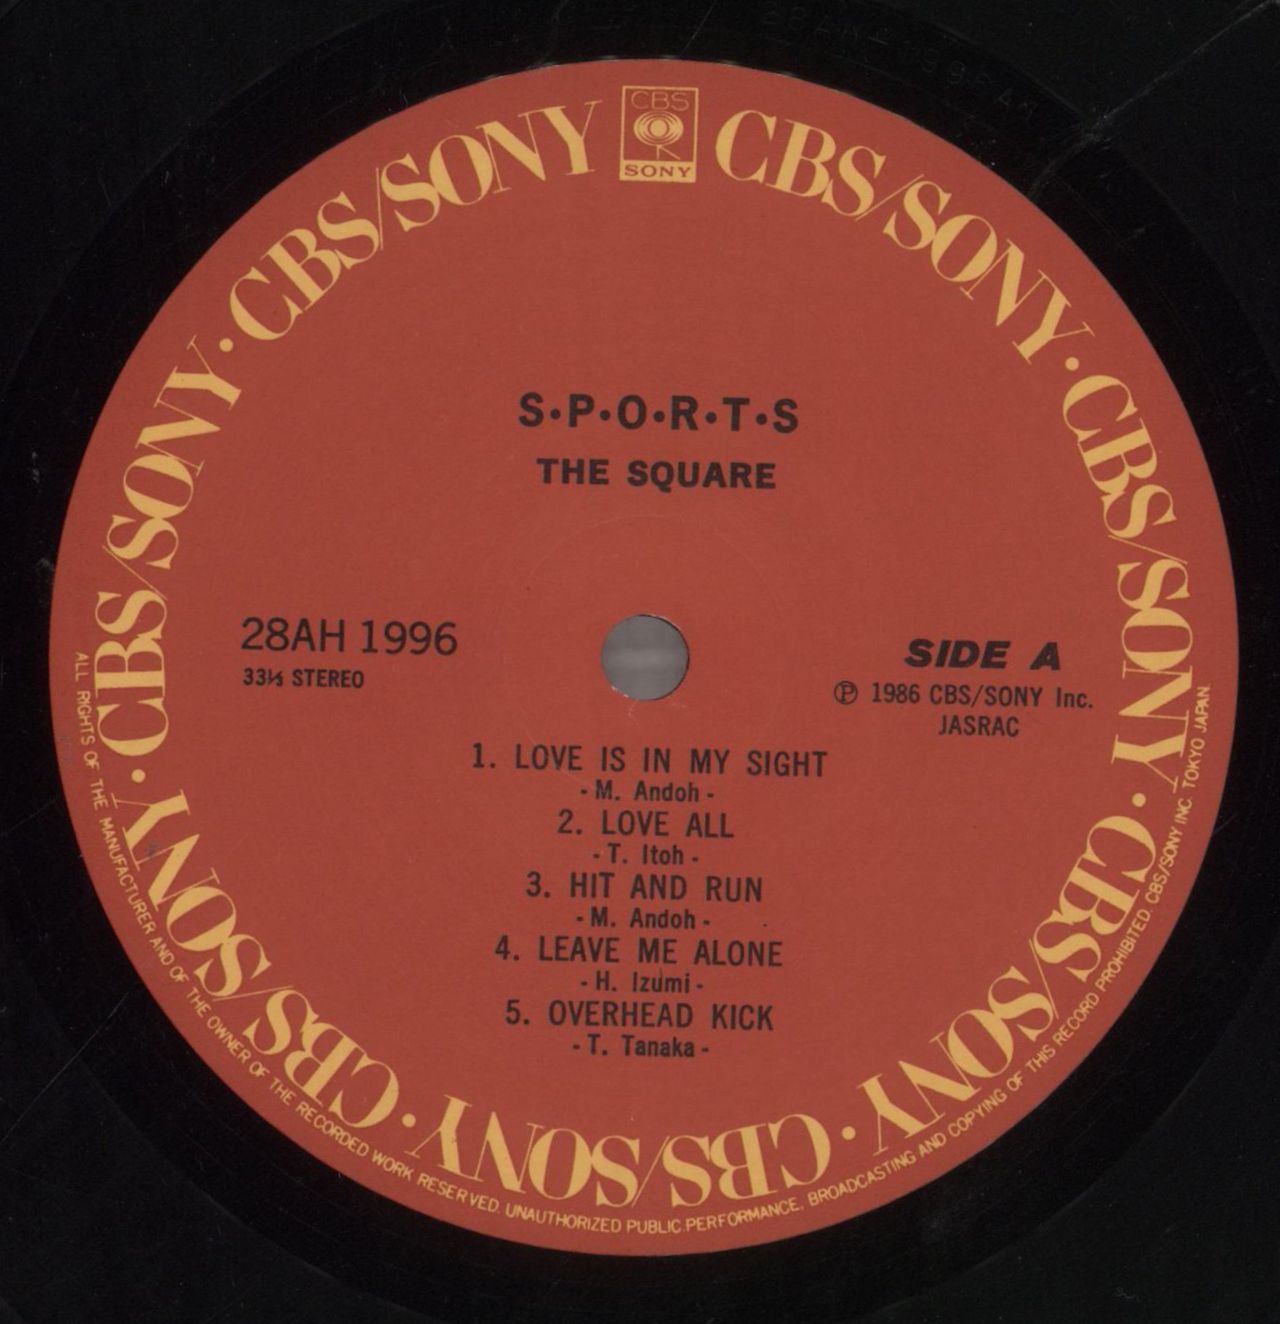 CBS
SONY
CBS/SONY · CBS/SONY · CBS/SONY · CBS/SONY · CBS/SONY · CBS/SONY · CBS/SONY · CBS/SONY
S•P•O•R•T•S
THE SQUARE
28AH 1996
33⅓ STEREO
SIDE A
Ⓟ 1986 CBS/SONY Inc.
JASRAC
1. LOVE IS IN MY SIGHT
- M. Andoh -
2. LOVE ALL
- T. Itoh -
3. HIT AND RUN
- M. Andoh -
4. LEAVE ME ALONE
- H. Izumi -
5. OVERHEAD KICK
- T. Tanaka -
ALL RIGHTS OF THE MANUFACTURER AND OF THE OWNER OF THE RECORDED WORK RESERVED. UNAUTHORIZED PUBLIC PERFORMANCE, BROADCASTING AND COPYING OF THIS RECORD PROHIBITED. CBS/SONY INC. TOKYO JAPAN.